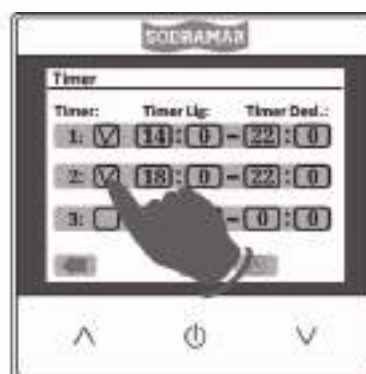 SODRAMAR
Timer
Timer: Timer Lig: Timer Desl.:
1: 14 : 0 - 22 : 0
2: 18 : 0 - 22 : 0
3: - 0 : 0